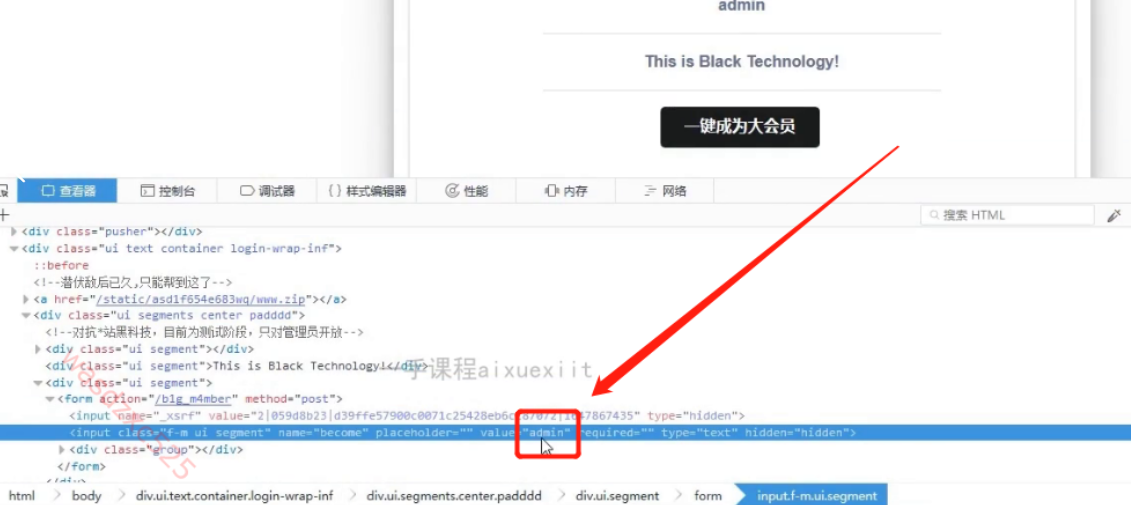 admin
This is Black Technology!
一键成为大会员
查看器 控制台 调试器 {} 样式编辑器 性能 内存 网络
+ 搜索 HTML
<div class="pusher"></div>
<div class="ui text container login-wrap-inf">
::before
<!--潜伏敌后已久,只能帮到这了-->
<a href="/static/asd1f654e683wq/www.zip"></a>
<div class="ui segments center padddd">
<!--对抗*站黑科技，目前为测试阶段，只对管理员开放-->
<div class="ui segment"></div>
<div class="ui segment">This is Black Technology!</div>
一手课程aixuexiit
<div class="ui segment">
<form action="/b1g_m4mber" method="post">
<input name="_xsrf" type="hidden">
<input class="f-m ui segment" name="become" placeholder="" value="admin" required="" type="text" hidden="hidden">
<div class="group"></div>
</form>
</div>
html body div.ui.text.container.login-wrap-inf div.ui.segments.center.padddd div.ui.segment form input.f-m.ui.segment